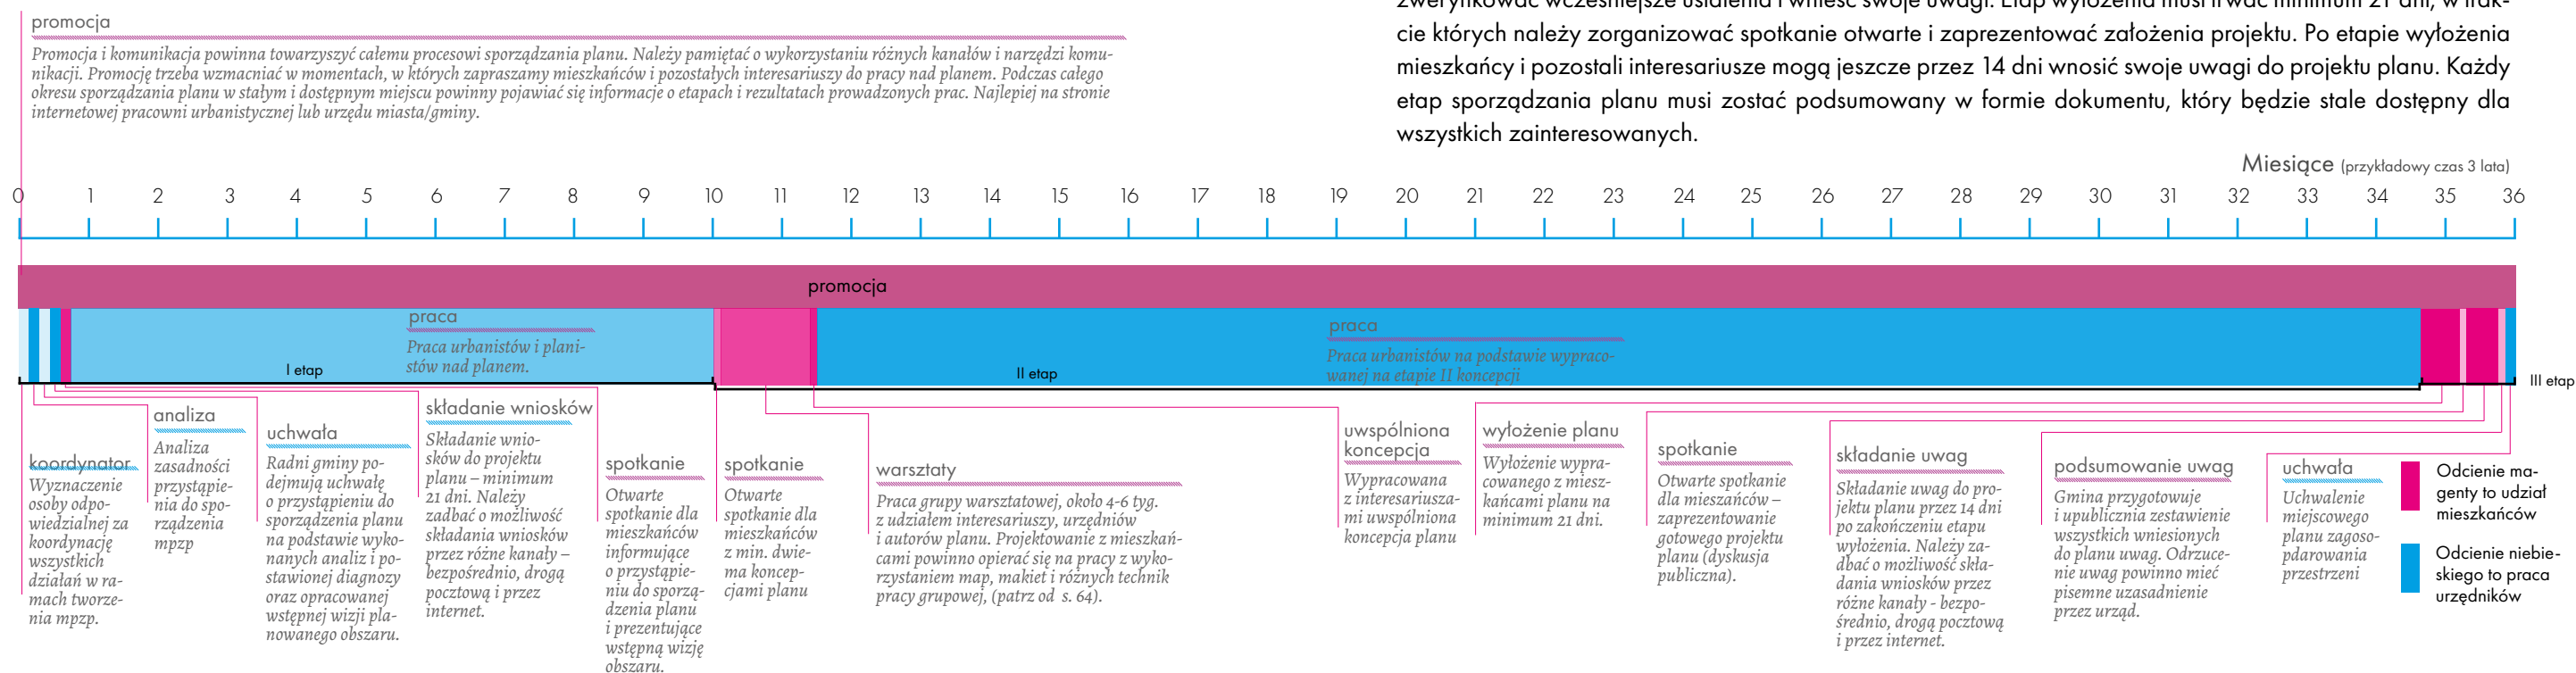 promocja
Promocja i komunikacja powinna towarzyszyć całemu procesowi sporządzania planu. Należy pamiętać o wykorzystaniu różnych kanałów i narzędzi komu-
nikacji. Promocję trzeba wzmacniać w momentach, w których zapraszamy mieszkańców i pozostałych interesariuszy do pracy nad planem. Podczas całego
okresu sporządzania planu w stałym i dostępnym miejscu powinny pojawiać się informacje o etapach i rezultatach prowadzonych prac. Najlepiej na stronie
internetowej pracowni urbanistycznej lub urzędu miasta/gminy.
zweryfikować wcześniejsze ustalenia i wnieść swoje uwagi. Etap wyłożenia musi trwać minimum 21 dni, w trak-
cie których należy zorganizować spotkanie otwarte i zaprezentować założenia projektu. Po etapie wyłożenia
mieszkańcy i pozostali interesariusze mogą jeszcze przez 14 dni wnosić swoje uwagi do projektu planu. Każdy
etap sporządzania planu musi zostać podsumowany w formie dokumentu, który będzie stale dostępny dla
wszystkich zainteresowanych.
Miesiące (przykładowy czas 3 lata)
0 1 2 3 4 5 6 7 8 9 10 11 12 13 14 15 16 17 18 19 20 21 22 23 24 25 26 27 28 29 30 31 32 33 34 35 36
promocja
praca
Praca urbanistów i plani-
stów nad planem.
I etap
praca
Praca urbanistów na podstawie wypraco-
wanej na etapie II koncepcji
II etap
III etap
koordynator
Wyznaczenie
osoby odpo-
wiedzialnej za
koordynację
wszystkich
działań w ra-
mach tworze-
nia mpzp.
analiza
Analiza
zasadności
przystąpie-
nia do spo-
rządzenia
mpzp
uchwała
Radni gminy po-
dejmują uchwałę
o przystąpieniu do
sporządzenia planu
na podstawie wyko-
nanych analiz i po-
stawionej diagnozy
oraz opracowanej
wstępnej wizji pla-
nowanego obszaru.
składanie wniosków
Składanie wnio-
sków do projektu
planu – minimum
21 dni. Należy
zadbać o możliwość
składania wniosków
przez różne kanały –
bezpośrednio, drogą
pocztową i przez
internet.
spotkanie
Otwarte
spotkanie dla
mieszkańców
informujące
o przystąpie-
niu do sporzą-
dzenia planu
i prezentujące
wstępną wizję
obszaru.
spotkanie
Otwarte
spotkanie dla
mieszkańców
z min. dwie-
ma koncep-
cjami planu
warsztaty
Praca grupy warsztatowej, około 4-6 tyg.
z udziałem interesariuszy, urzędniów
i autorów planu. Projektowanie z mieszkań-
cami powinno opierać się na pracy z wyko-
rzystaniem map, makiet i różnych technik
pracy grupowej, (patrz od s. 64).
uwspólniona
koncepcja
Wypracowana
z interesariusza-
mi uwspólniona
koncepcja planu
wyłożenie planu
Wyłożenie wypra-
cowanego z miesz-
kańcami planu na
minimum 21 dni.
spotkanie
Otwarte spotkanie
dla mieszańców –
zaprezentowanie
gotowego projektu
planu (dyskusja
publiczna).
składanie uwag
Składanie uwag do pro-
jektu planu przez 14 dni
po zakończeniu etapu
wyłożenia. Należy za-
dbać o możliwość skła-
dania wniosków przez
różne kanały - bezpo-
średnio, drogą pocztową
i przez internet.
podsumowanie uwag
Gmina przygotowuje
i upublicznia zestawienie
wszystkich wniesionych
do planu uwag. Odrzuce-
nie uwag powinno mieć
pisemne uzasadnienie
przez urząd.
uchwała
Uchwalenie
miejscowego
planu zagoso-
pdarowania
przestrzeni
Odcienie ma-
genty to udział
mieszkańców
Odcienie niebie-
skiego to praca
urzędników